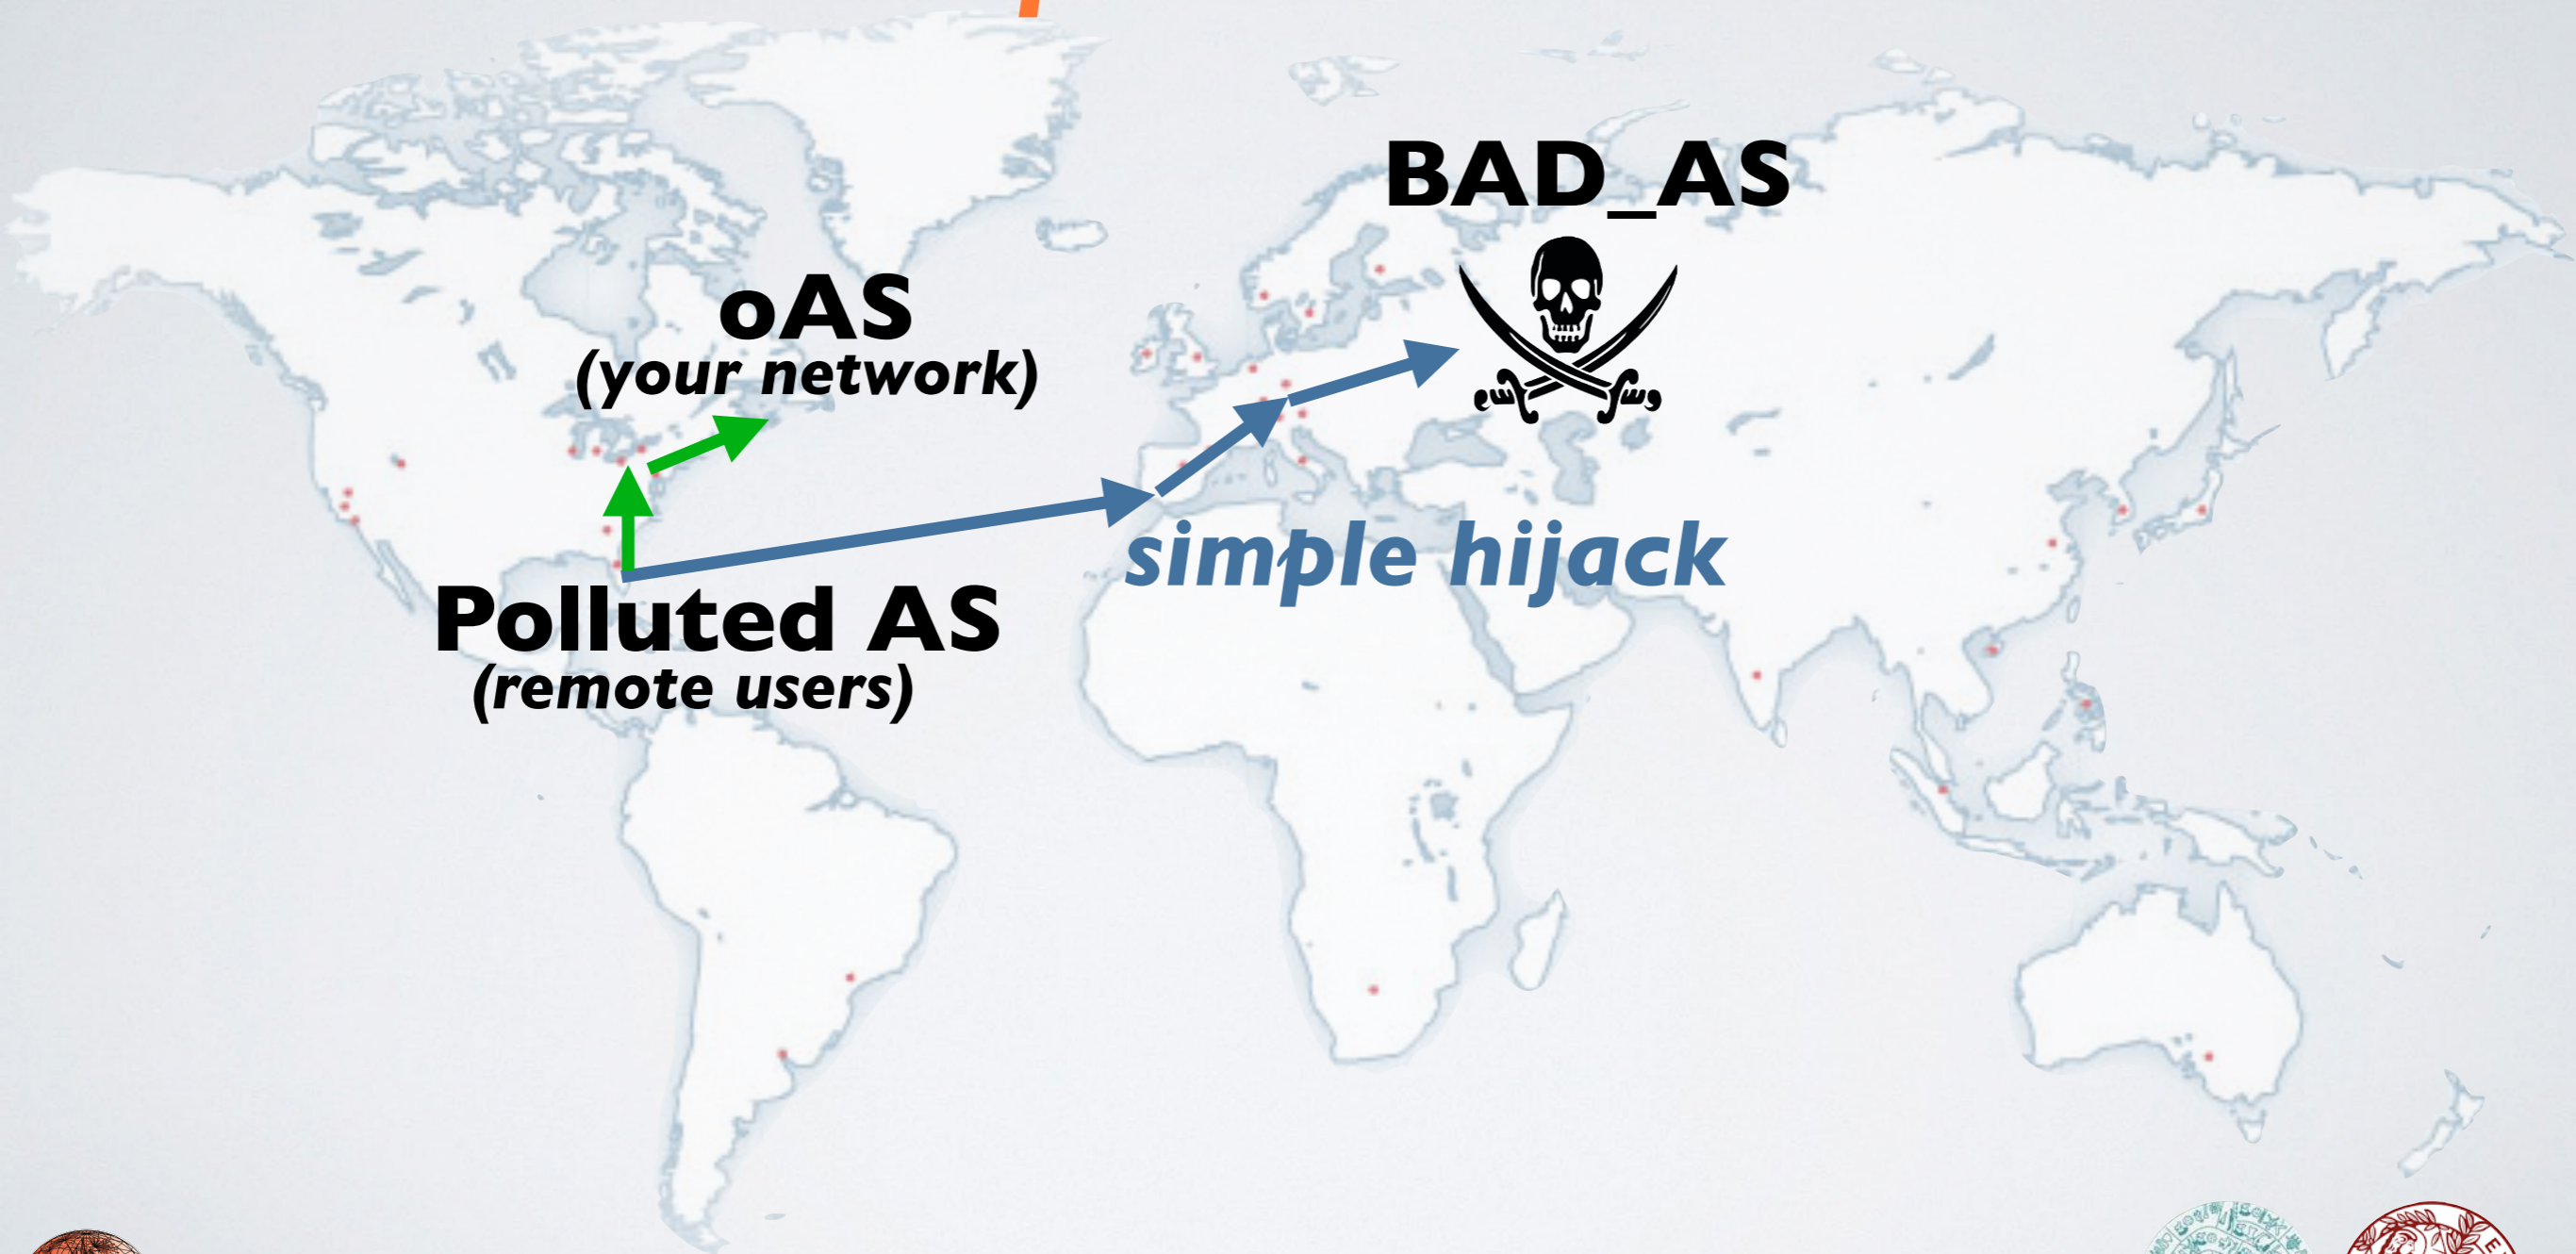 BAD_AS
oAS
(your network)
simple hijack
Polluted AS
(remote users)